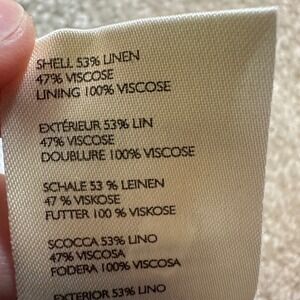 SHELL 53% LINEN
47% VISCOSE
LINING 100% VISCOSE
EXTÉRIEUR 53% LIN
47% VISCOSE
DOUBLURE 100% VISCOSE
SCHALE 53 % LEINEN
47 % VISKOSE
FUTTER 100 % VISKOSE
SCOCCA 53% LINO
47% VISCOSA
FODERA 100% VISCOSA
EXTERIOR 53% LINO